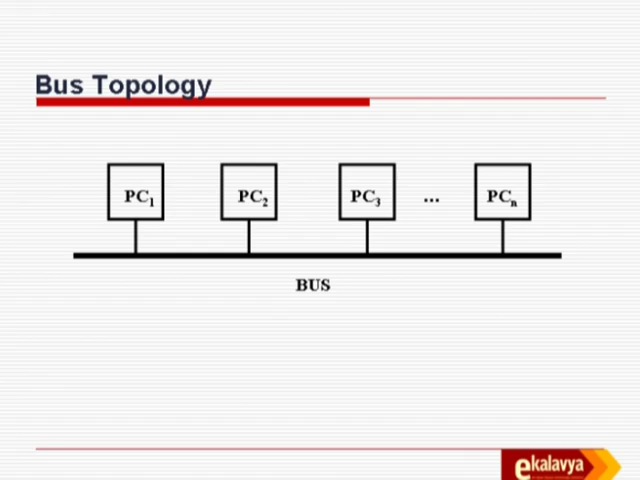 Bus Topology
PC₁ PC₂ PC₃ ... PCₙ
BUS
ekalavya